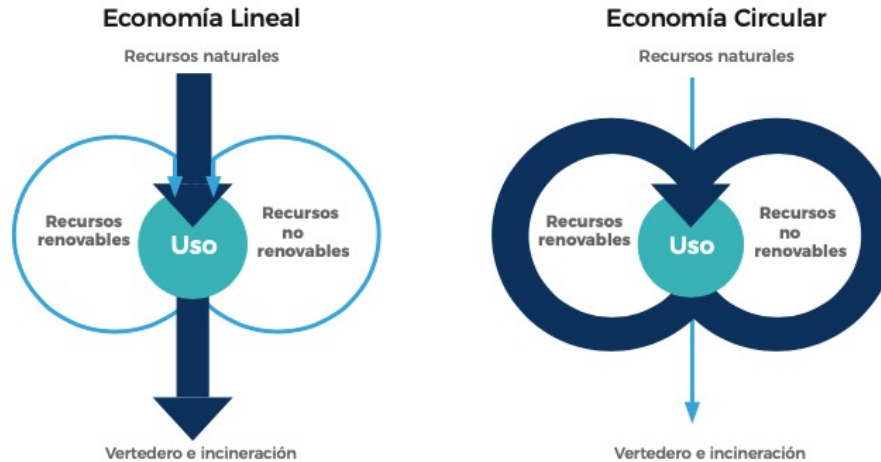 Economía Lineal
Recursos naturales
Recursos
renovables
Uso
Recursos
no
renovables
Vertedero e incineración
Economía Circular
Recursos naturales
Recursos
renovables
Uso
Recursos
no
renovables
Vertedero e incineración